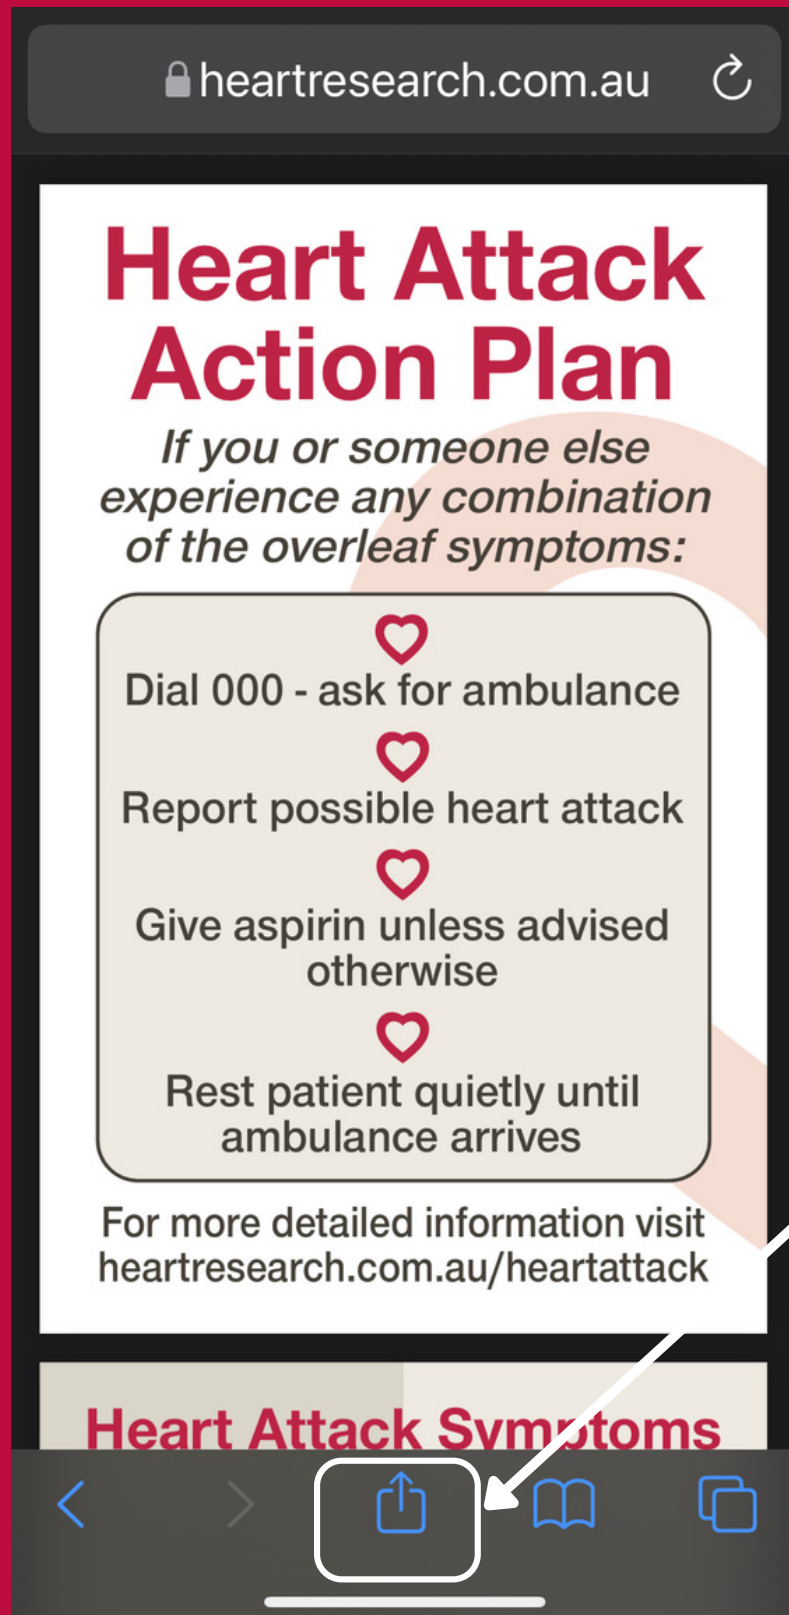 heartresearch.com.au
Heart Attack
Action Plan
If you or someone else
experience any combination
of the overleaf symptoms:
Dial 000 - ask for ambulance
Report possible heart attack
Give aspirin unless advised
otherwise
Rest patient quietly until
ambulance arrives
For more detailed information visit
heartresearch.com.au/heartattack
Heart Attack Symptoms